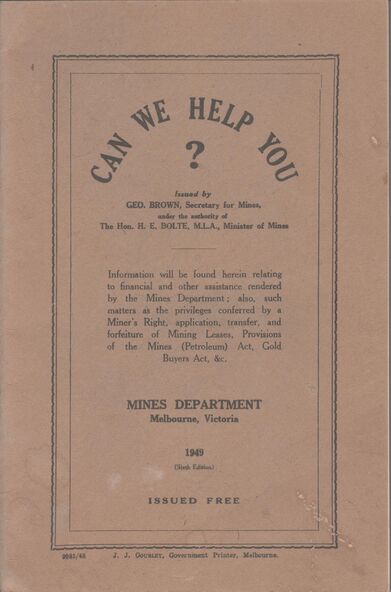 CAN WE HELP YOU
?
Issued by
GEO. BROWN, Secretary for Mines,
under the authority of
The Hon. H. E. BOLTE, M.L.A., Minister of Mines
Information will be found herein relating
to financial and other assistance rendered
by the Mines Department; also, such
matters as the privileges conferred by a
Miner's Right, application, transfer, and
forfeiture of Mining Leases, Provisions
of the Mines (Petroleum) Act, Gold
Buyers Act, &c.
MINES DEPARTMENT
Melbourne, Victoria
1949
(Sixth Edition)
ISSUED FREE
J. J. GOURLEY, Government Printer, Melbourne.